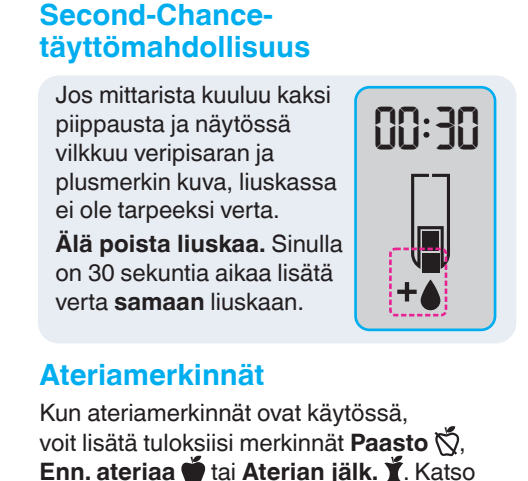 Second-Chance-
täyttömahdollisuus
Jos mittarista kuuluu kaksi
piippausta ja näytössä
vilkkuu veripisaran ja
plusmerkin kuva, liuskassa
ei ole tarpeeksi verta.
Älä poista liuskaa. Sinulla
on 30 sekuntia aikaa lisätä
verta samaan liuskaan.
00:30
+
Ateriamerkinnät
Kun ateriamerkinnät ovat käytössä,
voit lisätä tuloksiisi merkinnät Paasto,
Enn. ateriaa tai Aterian jälk. . Katso